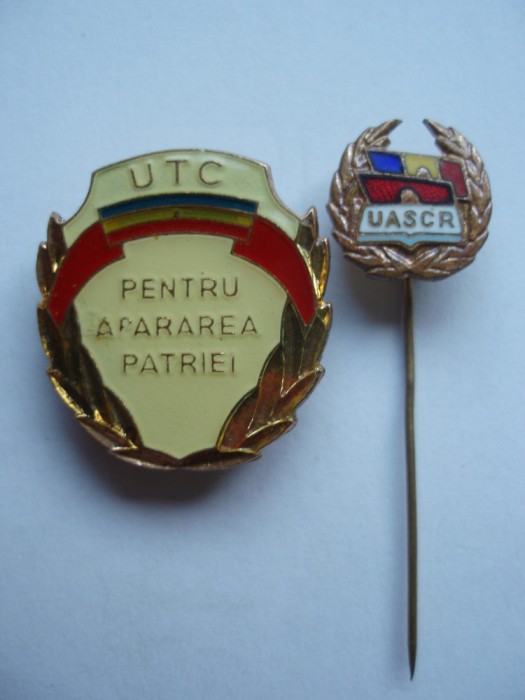 UTC
PENTRU
APARAREA
PATRIEI
UASCR